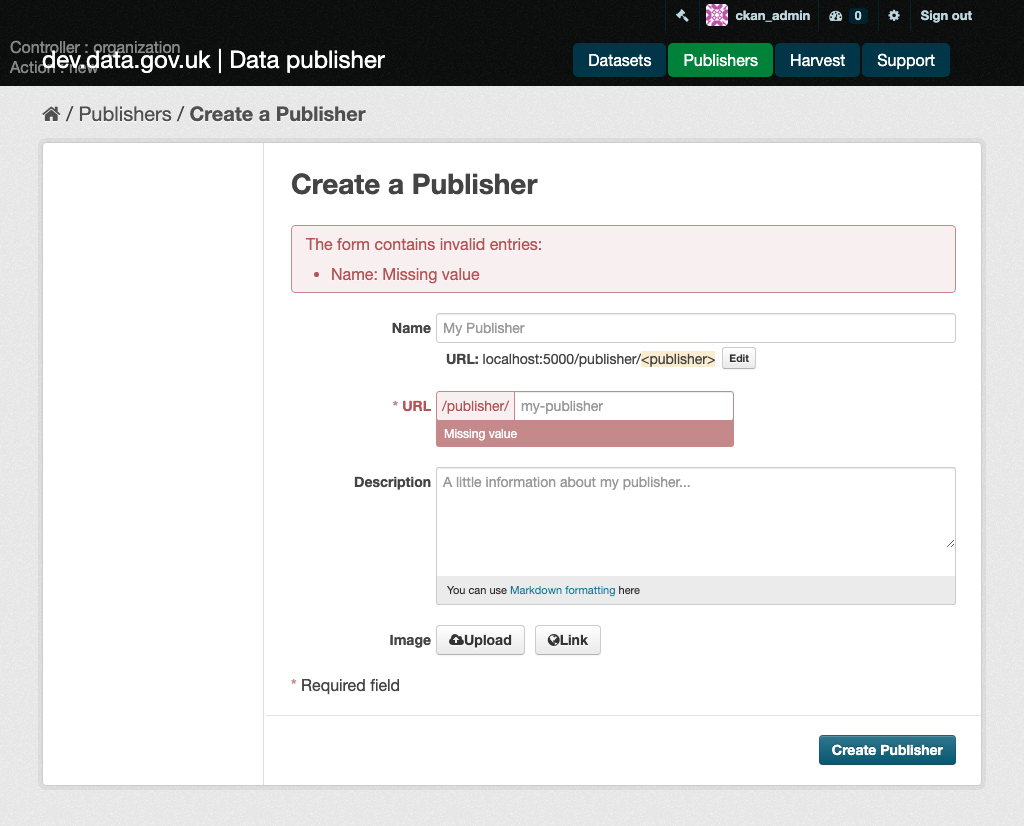 ckan_admin 0 Sign out
Controller : organization
Action : new
dev.data.gov.uk | Data publisher
Datasets Publishers Harvest Support
/ Publishers / Create a Publisher
Create a Publisher
The form contains invalid entries:
• Name: Missing value
Name My Publisher
URL: localhost:5000/publisher/<publisher> Edit
* URL /publisher/ my-publisher
Missing value
Description A little information about my publisher...
You can use Markdown formatting here
Image Upload Link
* Required field
Create Publisher